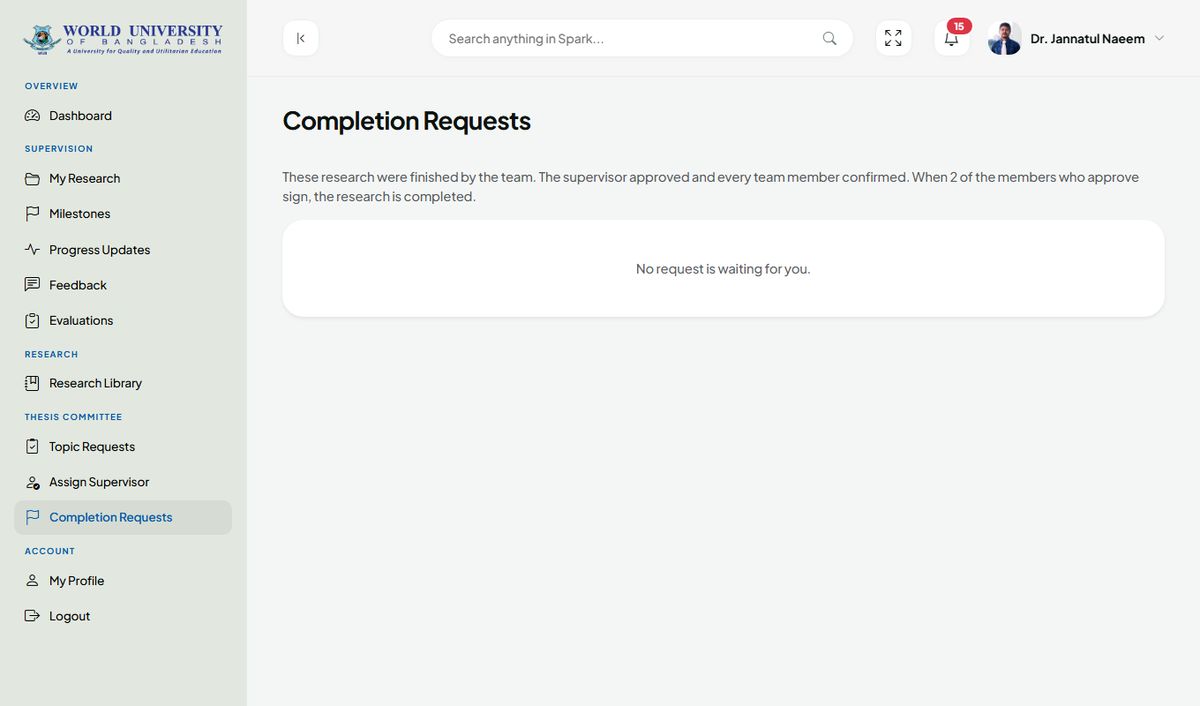 WORLD UNIVERSITY
OF BANGLADESH
A University for Quality and Utilitarian Education
OVERVIEW
Dashboard
SUPERVISION
My Research
Milestones
Progress Updates
Feedback
Evaluations
RESEARCH
Research Library
THESIS COMMITTEE
Topic Requests
Assign Supervisor
Completion Requests
ACCOUNT
My Profile
Logout
Search anything in Spark...
15
Dr. Jannatul Naeem
Completion Requests
These research were finished by the team. The supervisor approved and every team member confirmed. When 2 of the members who approve
sign, the research is completed.
No request is waiting for you.